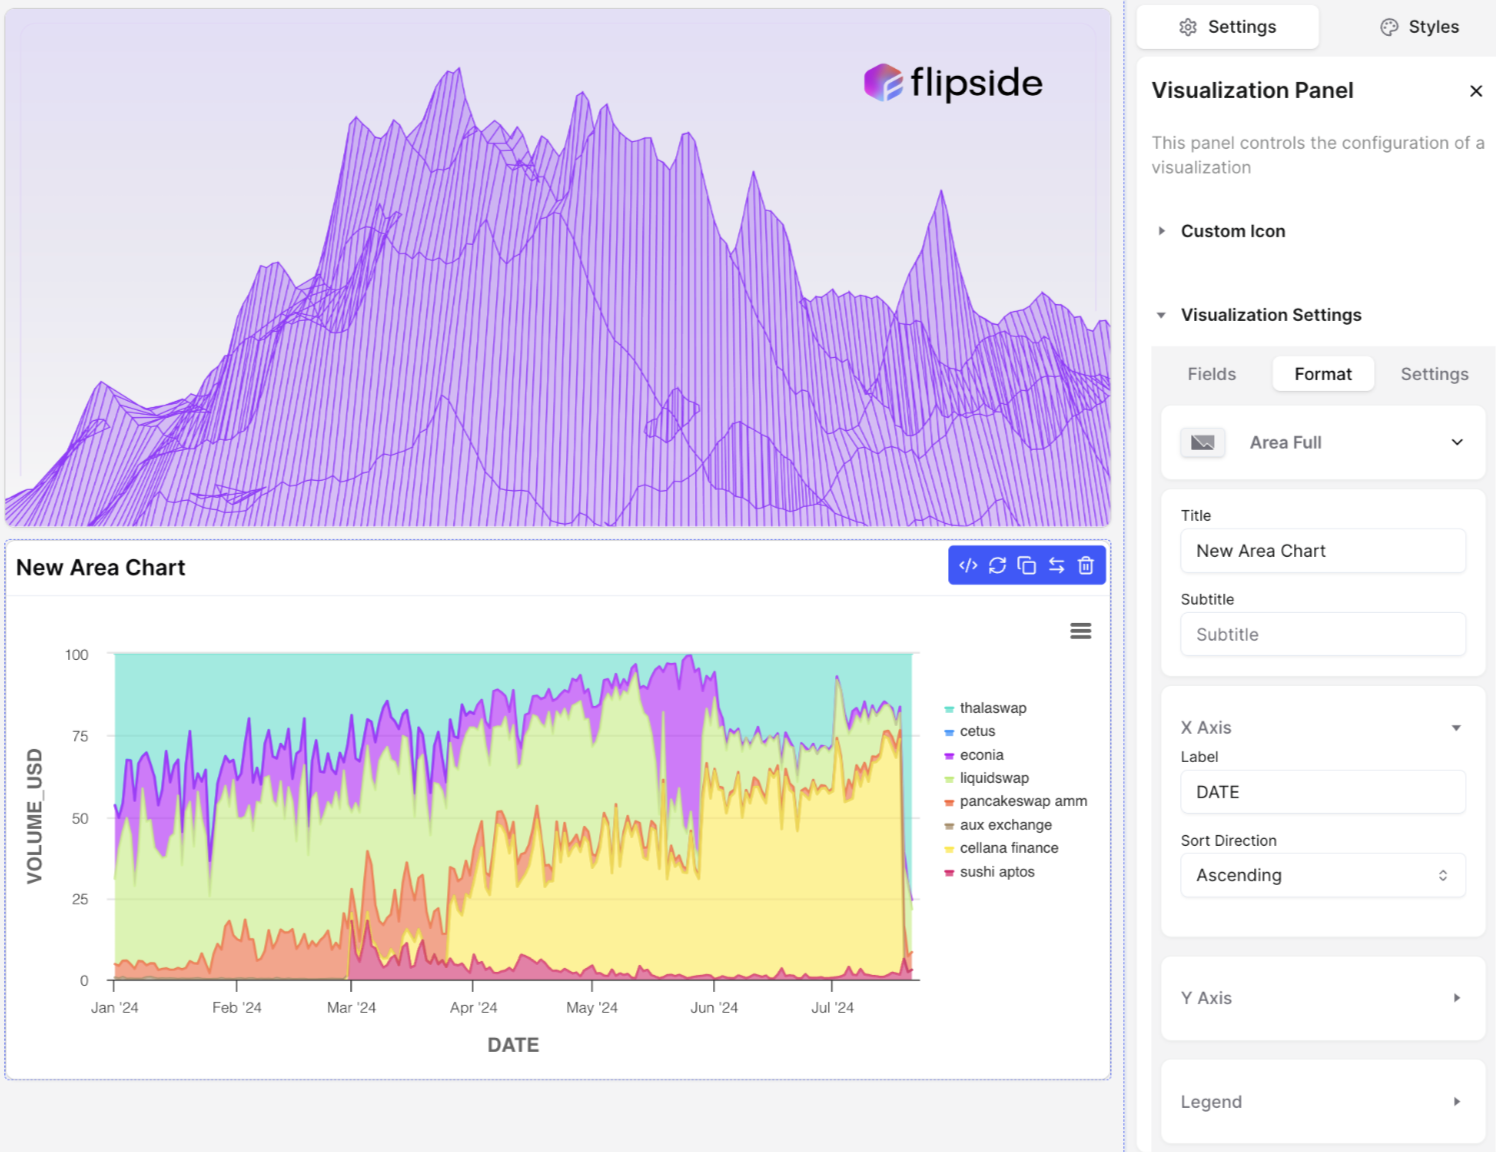 flipside
New Area Chart
100
75
50
25
0
VOLUME_USD
Jan '24
Feb '24
Mar '24
Apr '24
May '24
Jun '24
Jul '24
DATE
thalaswap
cetus
econia
liquidswap
pancakeswap amm
aux exchange
cellana finance
sushi aptos
Settings
Styles
Visualization Panel
This panel controls the configuration of a
visualization
Custom Icon
Visualization Settings
Fields
Format
Settings
Area Full
Title
New Area Chart
Subtitle
Subtitle
X Axis
Label
DATE
Sort Direction
Ascending
Y Axis
Legend